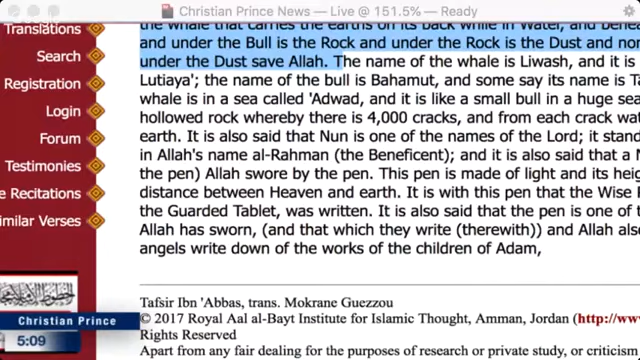 Christian Prince News — Live @ 151.5% — Ready
the whale that carries the earths on its back while in Water, and
and under the Bull is the Rock and under the Rock is the Dust and
under the Dust save Allah. The name of the whale is Liwash, and it is
Lutiaya'; the name of the bull is Bahamut, and some say its name is
whale is in a sea called 'Adwad, and it is like a small bull in a huge
hollowed rock whereby there is 4,000 cracks, and from each crack
earth. It is also said that Nun is one of the names of the Lord; it
in Allah's name al-Rahman (the Beneficent); and it is also said that a
the pen) Allah swore by the pen. This pen is made of light and its
distance between Heaven and earth. It is with this pen that the Wise
the Guarded Tablet, was written. It is also said that the pen is one of
Allah has sworn, (and that which they write (therewith)) and Allah
angels write down of the works of the children of Adam,
Translations
Search
Registration
Login
Forum
Testimonies
Recitations
Verses
Christian Prince
5:09
Tafsir Ibn 'Abbas, trans. Mokrane Guezzou
© 2017 Royal Aal al-Bayt Institute for Islamic Thought, Amman, Jordan (http://ww
Rights Reserved
Apart from any fair dealing for the purposes of research or private study, or criticism